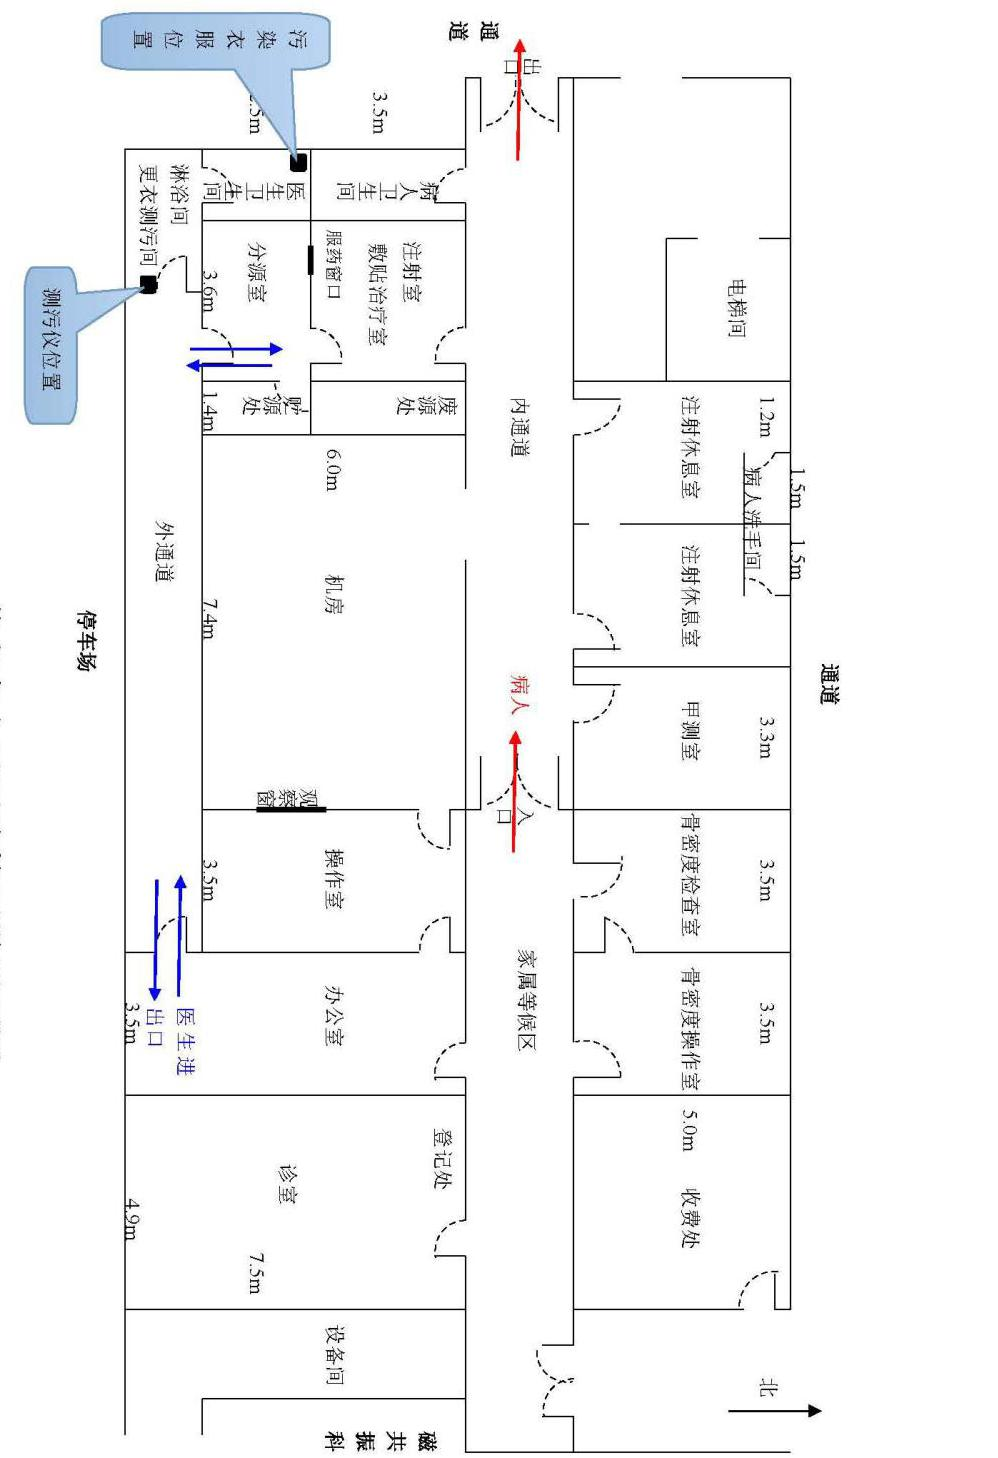 通道
1.5m
1.5m
北
电梯间
1.2m
病人洗手间
3.3m
3.5m
3.5m
注射休息室
注射休息室
甲测室
骨密度检查室
骨密度操作室
5.0m
收费处
通道
出口
内通道
病人
入口
家属等候区
登记处
磁共振科
病人卫生间
3.5m
注射室
敷贴治疗室
服药窗口
废源处
6.0m
机房
观察窗
操作室
办公室
诊室
7.5m
设备间
污染衣服位置
医生卫生间
分源室
贮源处
3.6m
1.4m
7.4m
3.5m
淋浴间
更衣测污间
外通道
医生进
出口
3.5m
4.9m
停车场
测污仪位置